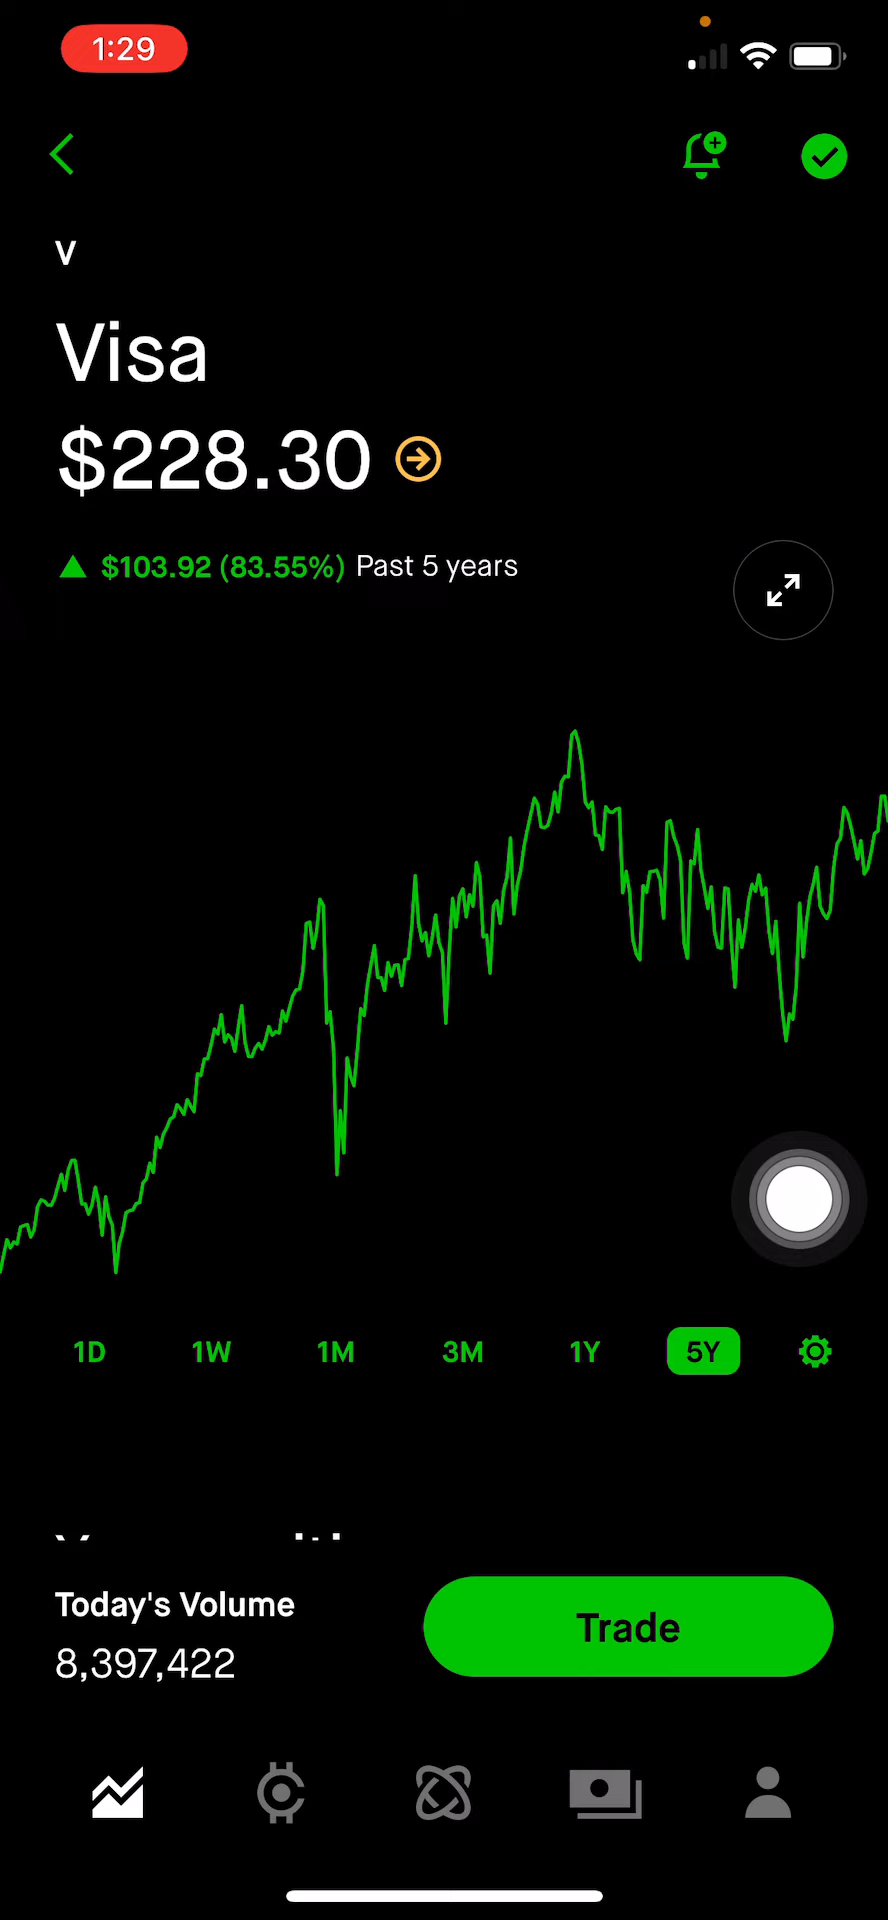 1:29
V
Visa
$228.30
▲ $103.92 (83.55%) Past 5 years
1D 1W 1M 3M 1Y 5Y
Today's Volume
8,397,422
Trade